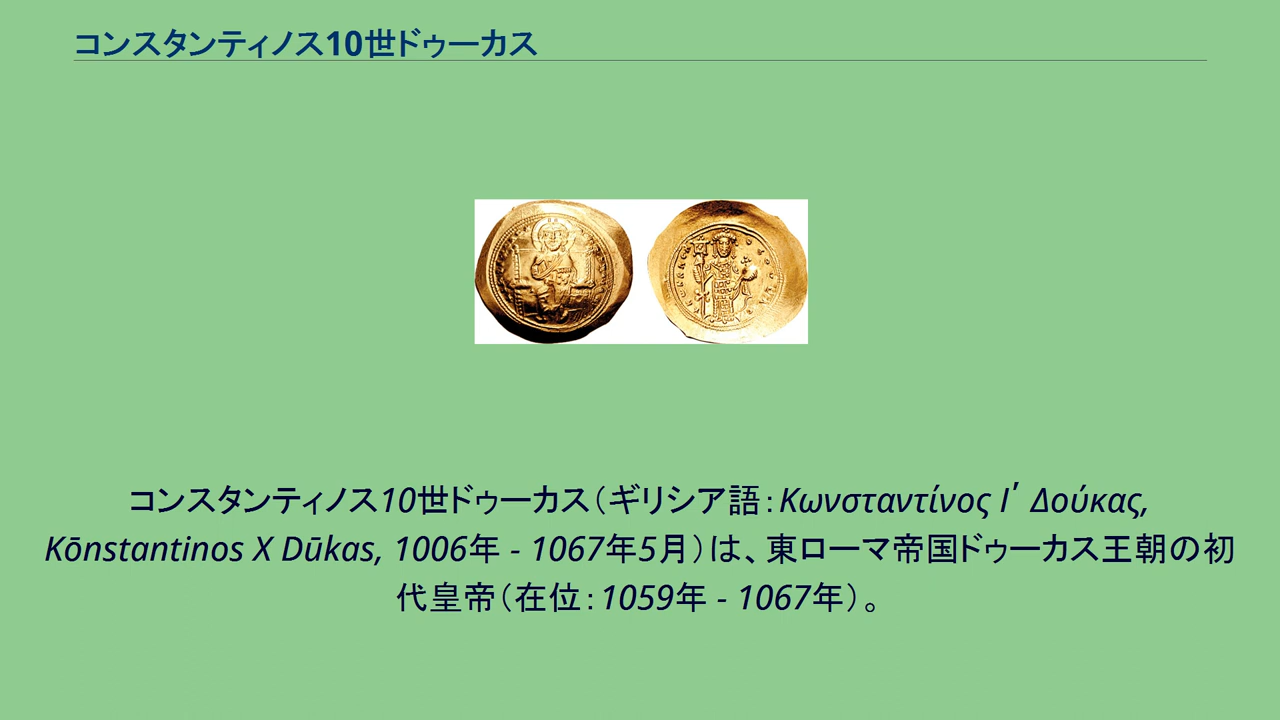 コンスタンティノス10世ドゥーカス
コンスタンティノス10世ドゥーカス（ギリシア語：Κωνσταντίνος Ι΄ Δούκας,
Kōnstantinos X Dūkas, 1006年 - 1067年5月）は、東ローマ帝国ドゥーカス王朝の初
代皇帝（在位：1059年 - 1067年）。